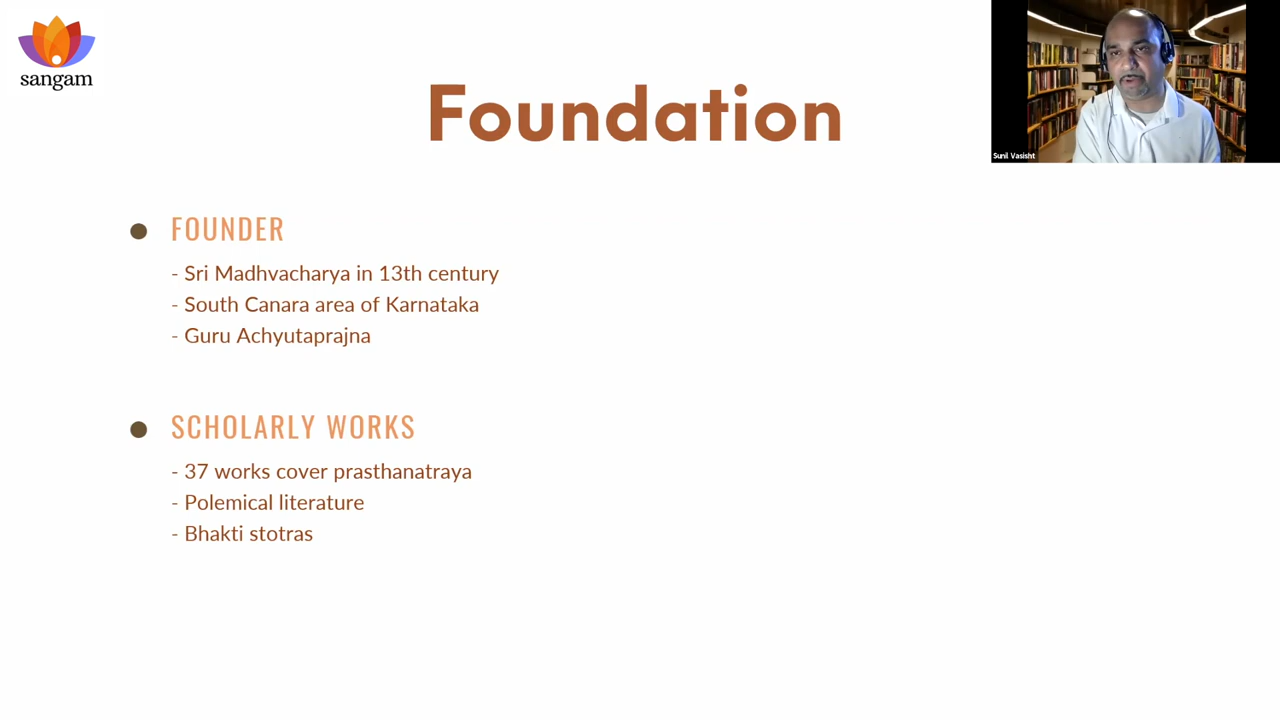 sangam
Foundation
Sunil Vasisht
FOUNDER
- Sri Madhvacharya in 13th century
- South Canara area of Karnataka
- Guru Achyutaprajna
SCHOLARLY WORKS
- 37 works cover prasthanatraya
- Polemical literature
- Bhakti stotras